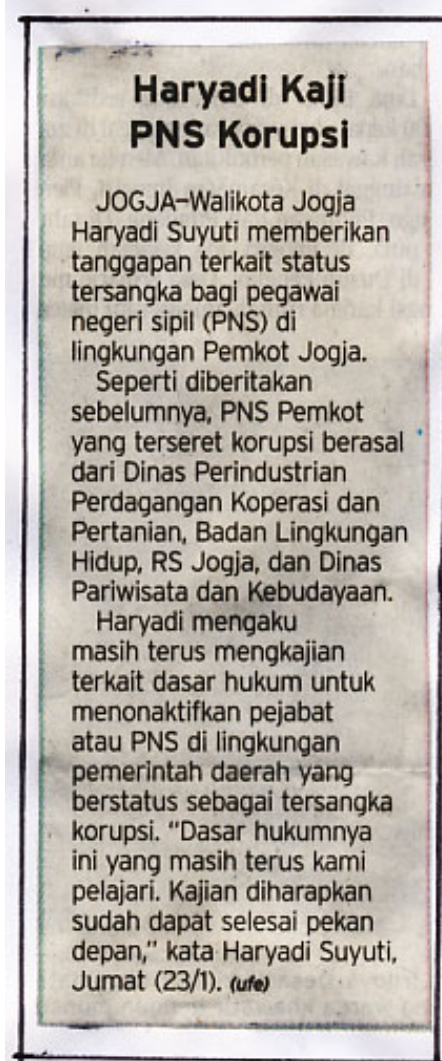 Haryadi Kaji
PNS Korupsi
JOGJA–Walikota Jogja
Haryadi Suyuti memberikan
tanggapan terkait status
tersangka bagi pegawai
negeri sipil (PNS) di
lingkungan Pemkot Jogja.
Seperti diberitakan
sebelumnya, PNS Pemkot
yang terseret korupsi berasal
dari Dinas Perindustrian
Perdagangan Koperasi dan
Pertanian, Badan Lingkungan
Hidup, RS Jogja, dan Dinas
Pariwisata dan Kebudayaan.
Haryadi mengaku
masih terus mengkajian
terkait dasar hukum untuk
menonaktifkan pejabat
atau PNS di lingkungan
pemerintah daerah yang
berstatus sebagai tersangka
korupsi. “Dasar hukumnya
ini yang masih terus kami
pelajari. Kajian diharapkan
sudah dapat selesai pekan
depan,” kata Haryadi Suyuti,
Jumat (23/1). (ufe)